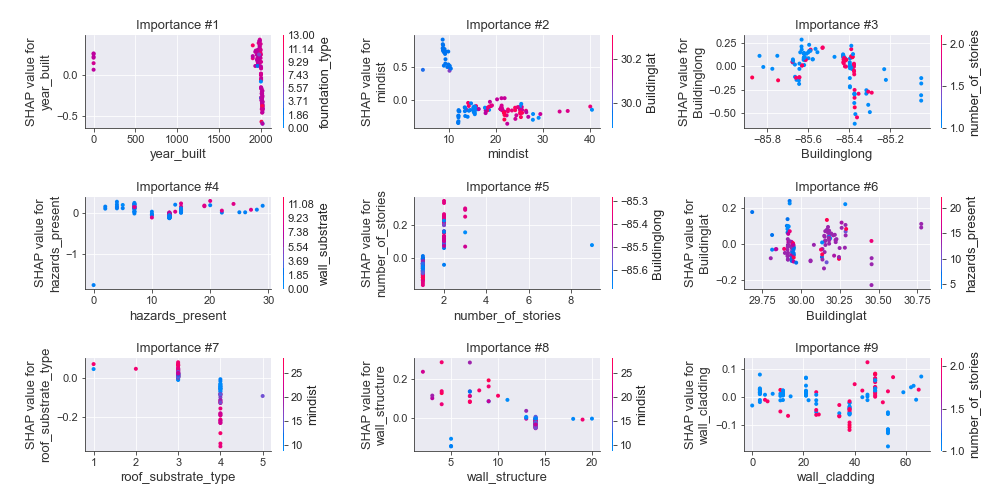 Importance #1
SHAP value for
year_built
0.0
−0.5
0
500
1000
1500
2000
year_built
13.00
11.14
9.29
7.43
5.57
3.71
1.86
0.00
foundation_type
Importance #2
SHAP value for
mindist
0.5
0.0
10
20
30
40
mindist
30.2
30.0
Buildinglat
Importance #3
SHAP value for
Buildinglong
0.25
0.00
−0.25
−0.50
−85.8
−85.6
−85.4
−85.2
Buildinglong
2.0
1.5
1.0
number_of_stories
Importance #4
SHAP value for
hazards_present
0
−1
0
10
20
30
hazards_present
11.08
9.23
7.38
5.54
3.69
1.85
0.00
wall_substrate
Importance #5
SHAP value for
number_of_stories
0.2
0.0
2
4
6
8
number_of_stories
−85.3
−85.4
−85.5
−85.6
Buildinglong
Importance #6
SHAP value for
Buildinglat
0.2
0.0
−0.2
29.75
30.00
30.25
30.50
30.75
Buildinglat
20
15
10
5
hazards_present
Importance #7
SHAP value for
roof_substrate_type
0.0
−0.2
1
2
3
4
5
roof_substrate_type
25
20
15
10
mindist
Importance #8
SHAP value for
wall_structure
0.2
0.0
5
10
15
20
wall_structure
25
20
15
10
mindist
Importance #9
SHAP value for
wall_cladding
0.1
0.0
−0.1
0
20
40
60
wall_cladding
2.0
1.5
1.0
number_of_stories